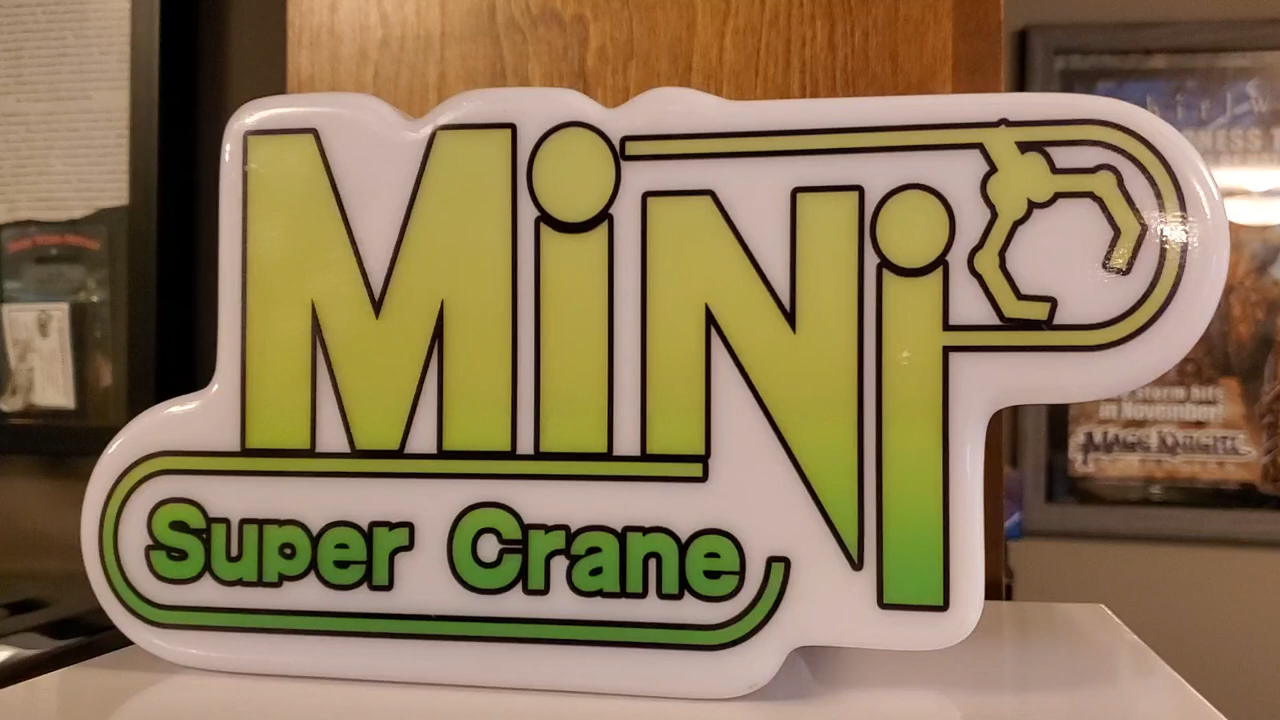 MiNi
Super Crane
storm hits
in November!
MAGE KNIGHT